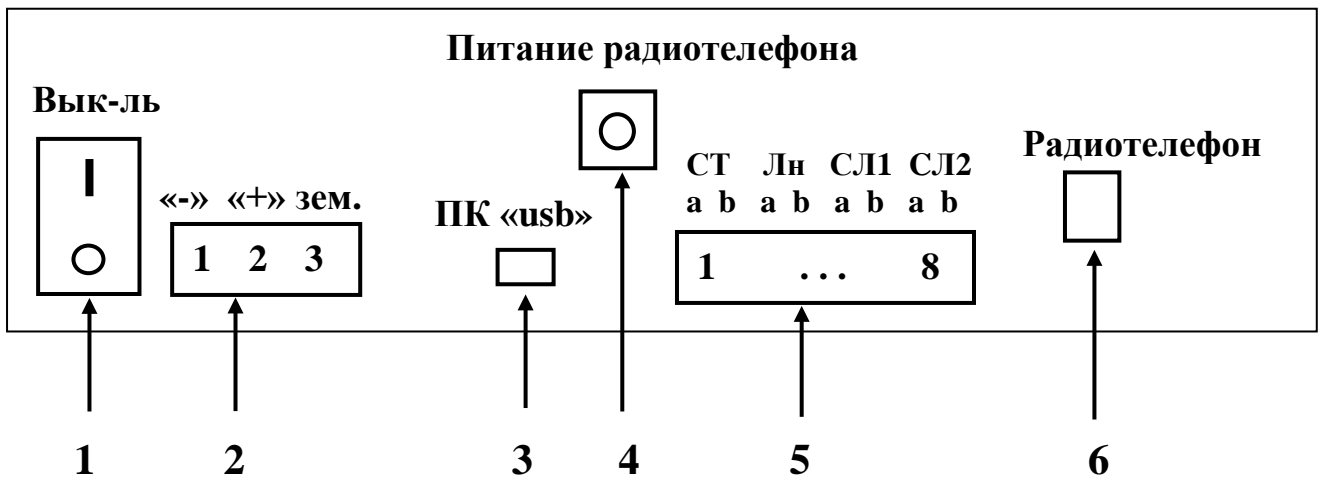 Питание радиотелефона
Вык-ль
I
O
«-» «+» зем.
1 2 3
ПК «usb»
O
СТ Лн СЛ1 СЛ2
a b a b a b a b
1 . . . 8
Радиотелефон
1 2 3 4 5 6